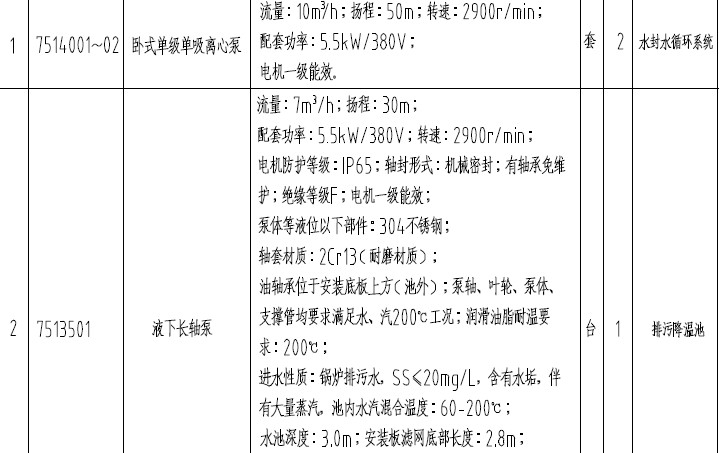 流量：10m³/h；扬程：50m；转速：2900r/min；
1 7514001~02 卧式单级单吸离心泵 配套功率：5.5kW/380V； 套 2 水封水循环系统
电机一级能效。
流量：7m³/h；扬程：30m；
配套功率：5.5kW/380V；转速：2900r/min；
电机防护等级：IP65；轴封形式：机械密封；有轴承免维
护；绝缘等级F；电机一级能效；
泵体等液位以下部件：304不锈钢；
轴套材质：2Cr13（耐磨材质）；
油轴承位于安装底板上方（池外）；泵轴、叶轮、泵体、
2 7513501 液下长轴泵 支撑管均要求满足水、汽200℃工况；润滑油脂耐温要 台 1 排污降温池
求：200℃；
进水性质：锅炉排污水，SS≤20mg/L，含有水垢，伴
有大量蒸汽，池内水汽混合温度：60-200℃；
水池深度：3.0m；安装板滤网底部长度：2.8m；